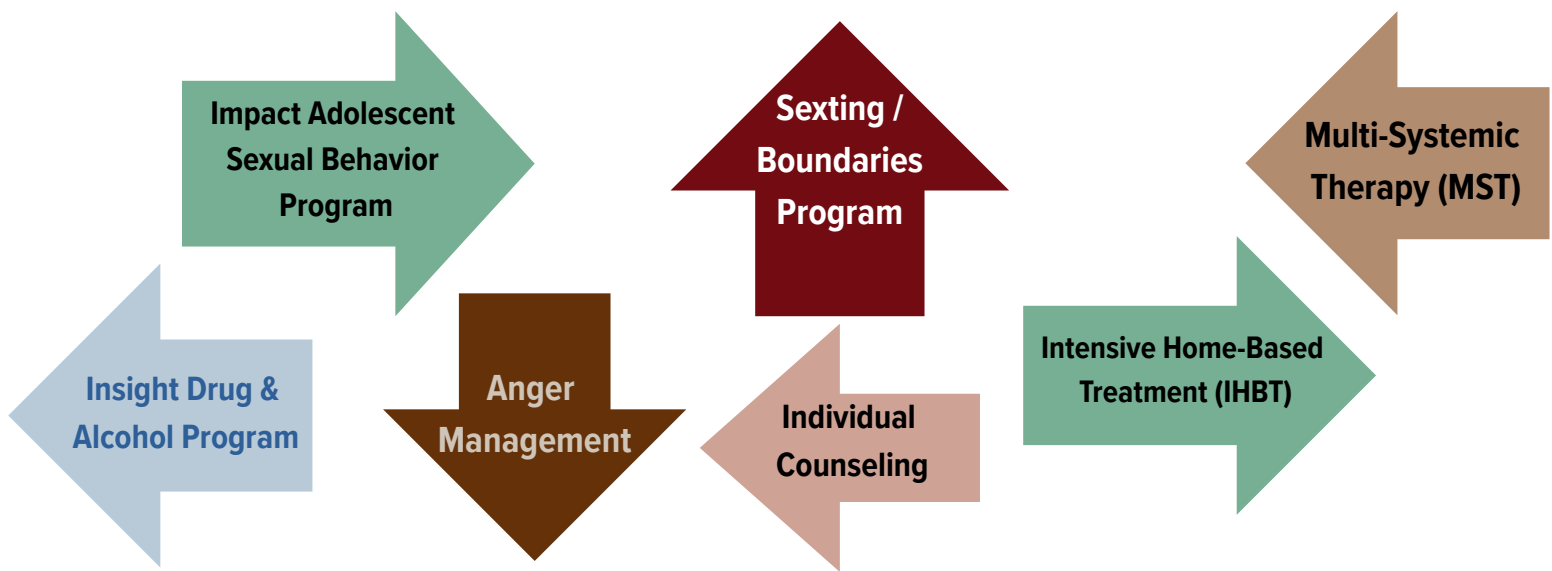 Impact Adolescent
Sexual Behavior
Program
Sexting /
Boundaries
Program
Multi-Systemic
Therapy (MST)
Insight Drug &
Alcohol Program
Anger
Management
Individual
Counseling
Intensive Home-Based
Treatment (IHBT)